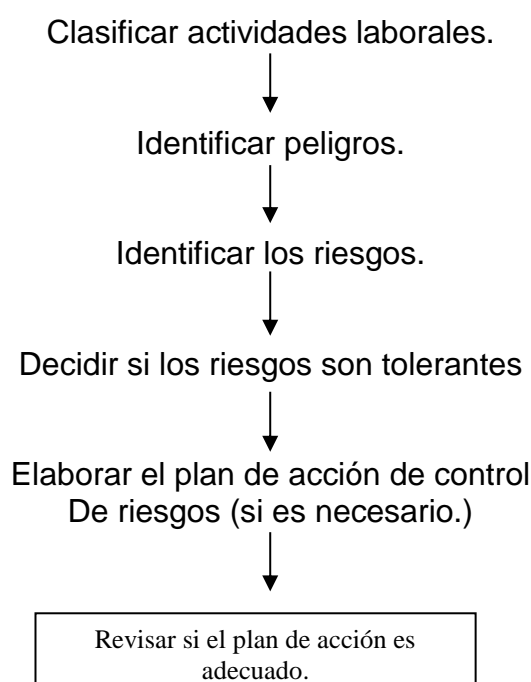 Clasificar actividades laborales.
Identificar peligros.
Identificar los riesgos.
Decidir si los riesgos son tolerantes
Elaborar el plan de acción de control
De riesgos (si es necesario.)
Revisar si el plan de acción es
adecuado.